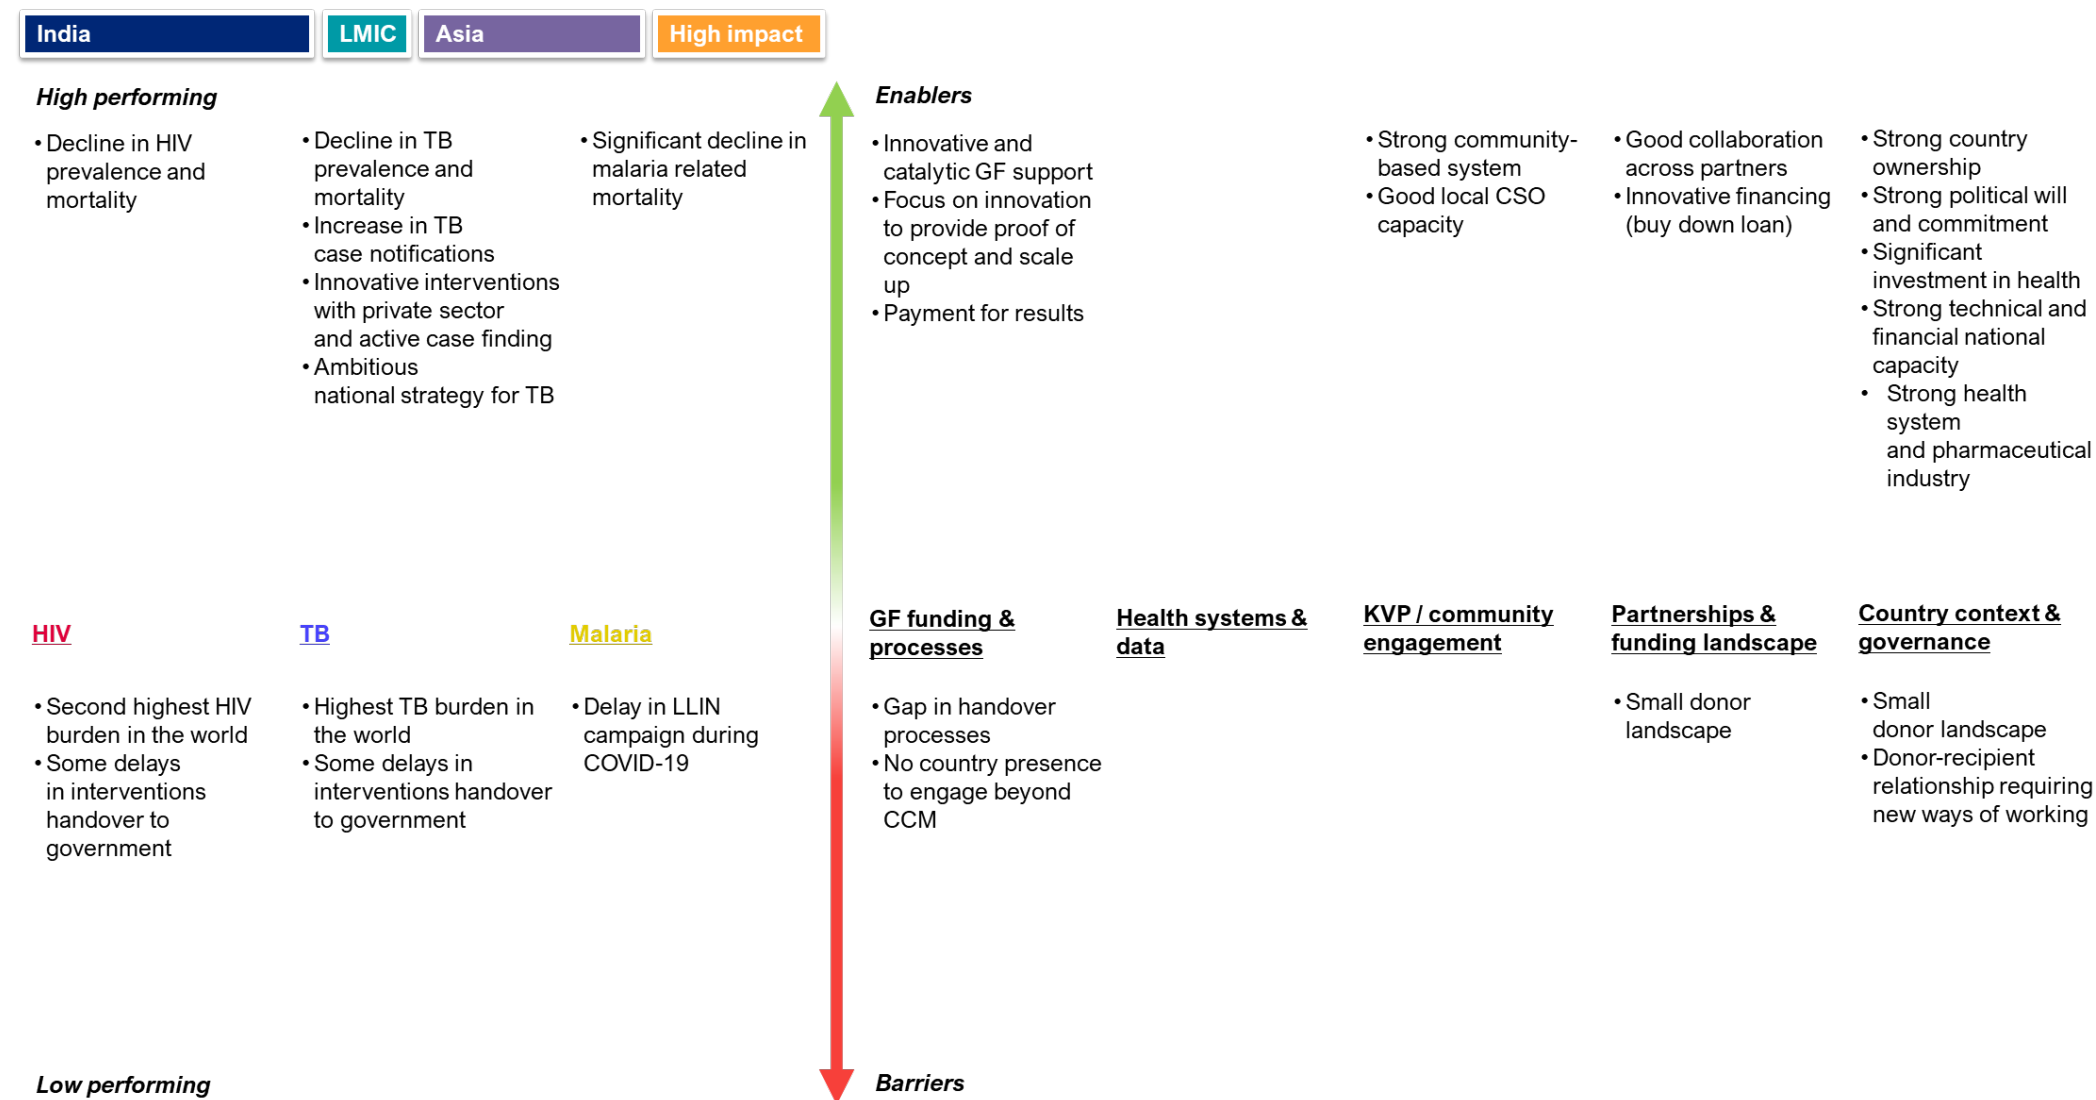 India
LMIC
Asia
High impact
High performing
• Decline in HIV
prevalence and
mortality
• Decline in TB
prevalence and
mortality
• Increase in TB
case notifications
• Innovative interventions
with private sector
and active case finding
• Ambitious
national strategy for TB
• Significant decline in
malaria related
mortality
Enablers
• Innovative and
catalytic GF support
• Focus on innovation
to provide proof of
concept and scale
up
• Payment for results
• Strong community-
based system
• Good local CSO
capacity
• Good collaboration
across partners
• Innovative financing
(buy down loan)
• Strong country
ownership
• Strong political will
and commitment
• Significant
investment in health
• Strong technical and
financial national
capacity
• Strong health
system
and pharmaceutical
industry
HIV
TB
Malaria
GF funding &
processes
Health systems &
data
KVP / community
engagement
Partnerships &
funding landscape
Country context &
governance
• Second highest HIV
burden in the world
• Some delays
in interventions
handover to
government
• Highest TB burden in
the world
• Some delays in
interventions handover
to government
• Delay in LLIN
campaign during
COVID-19
• Gap in handover
processes
• No country presence
to engage beyond
CCM
• Small donor
landscape
• Small
donor landscape
• Donor-recipient
relationship requiring
new ways of working
Low performing
Barriers